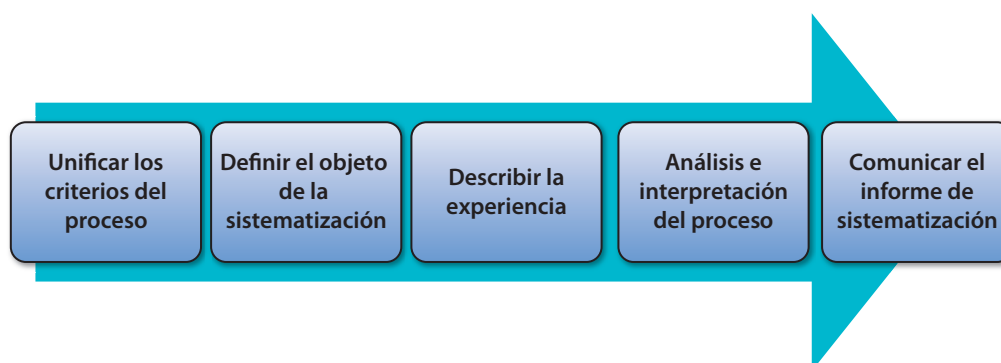 Unificar los
criterios del
proceso
Definir el objeto
de la
sistematización
Describir la
experiencia
Análisis e
interpretación
del proceso
Comunicar el
informe de
sistematización